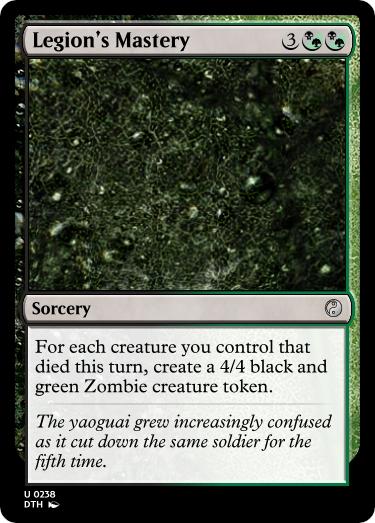 Legion's Mastery 3
Sorcery
For each creature you control that
died this turn, create a 4/4 black and
green Zombie creature token.
The yaoguai grew increasingly confused
as it cut down the same soldier for the
fifth time.
U 0238
DTH